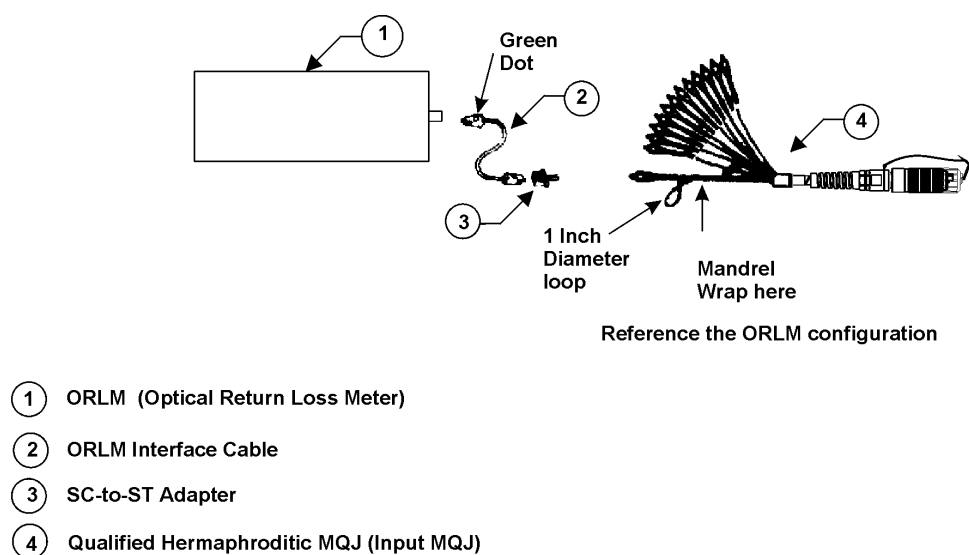 1
Green
Dot
2
4
3
1 Inch
Diameter
loop
Mandrel
Wrap here
Reference the ORLM configuration
1 ORLM (Optical Return Loss Meter)
2 ORLM Interface Cable
3 SC-to-ST Adapter
4 Qualified Hermaphroditic MQJ (Input MQJ)